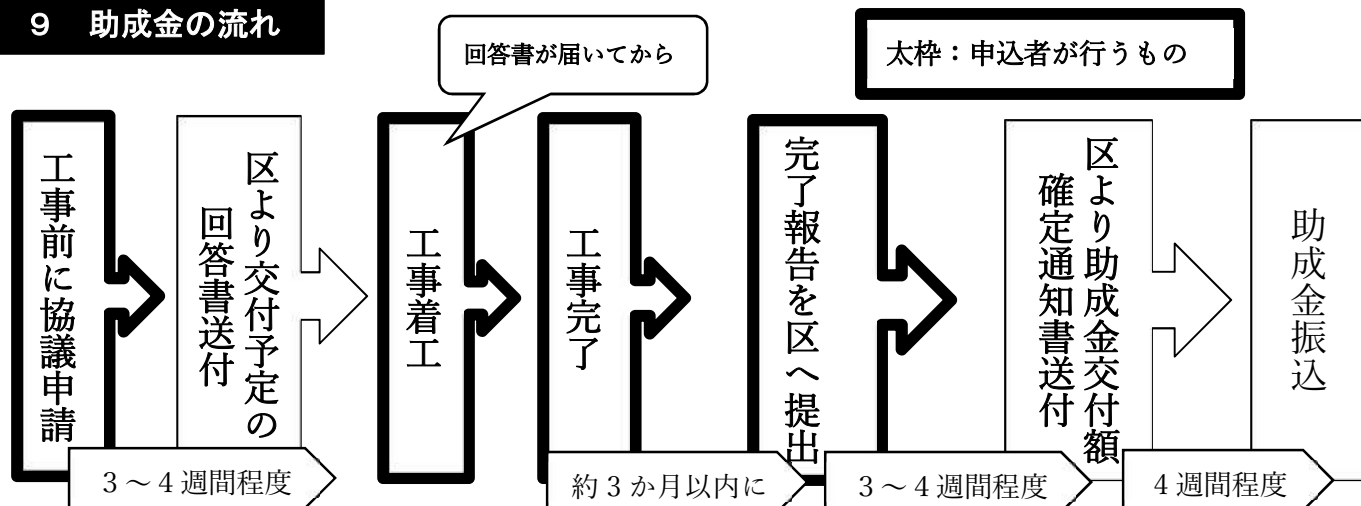 9 助成金の流れ
回答書が届いてから
太枠：申込者が行うもの
工事前に協議申請
区より交付予定の
回答書送付
工事着工
工事完了
完了報告を区へ提出
区より助成金交付額
確定通知書送付
助成金振込
3～4週間程度
約3か月以内に
3～4週間程度
4週間程度